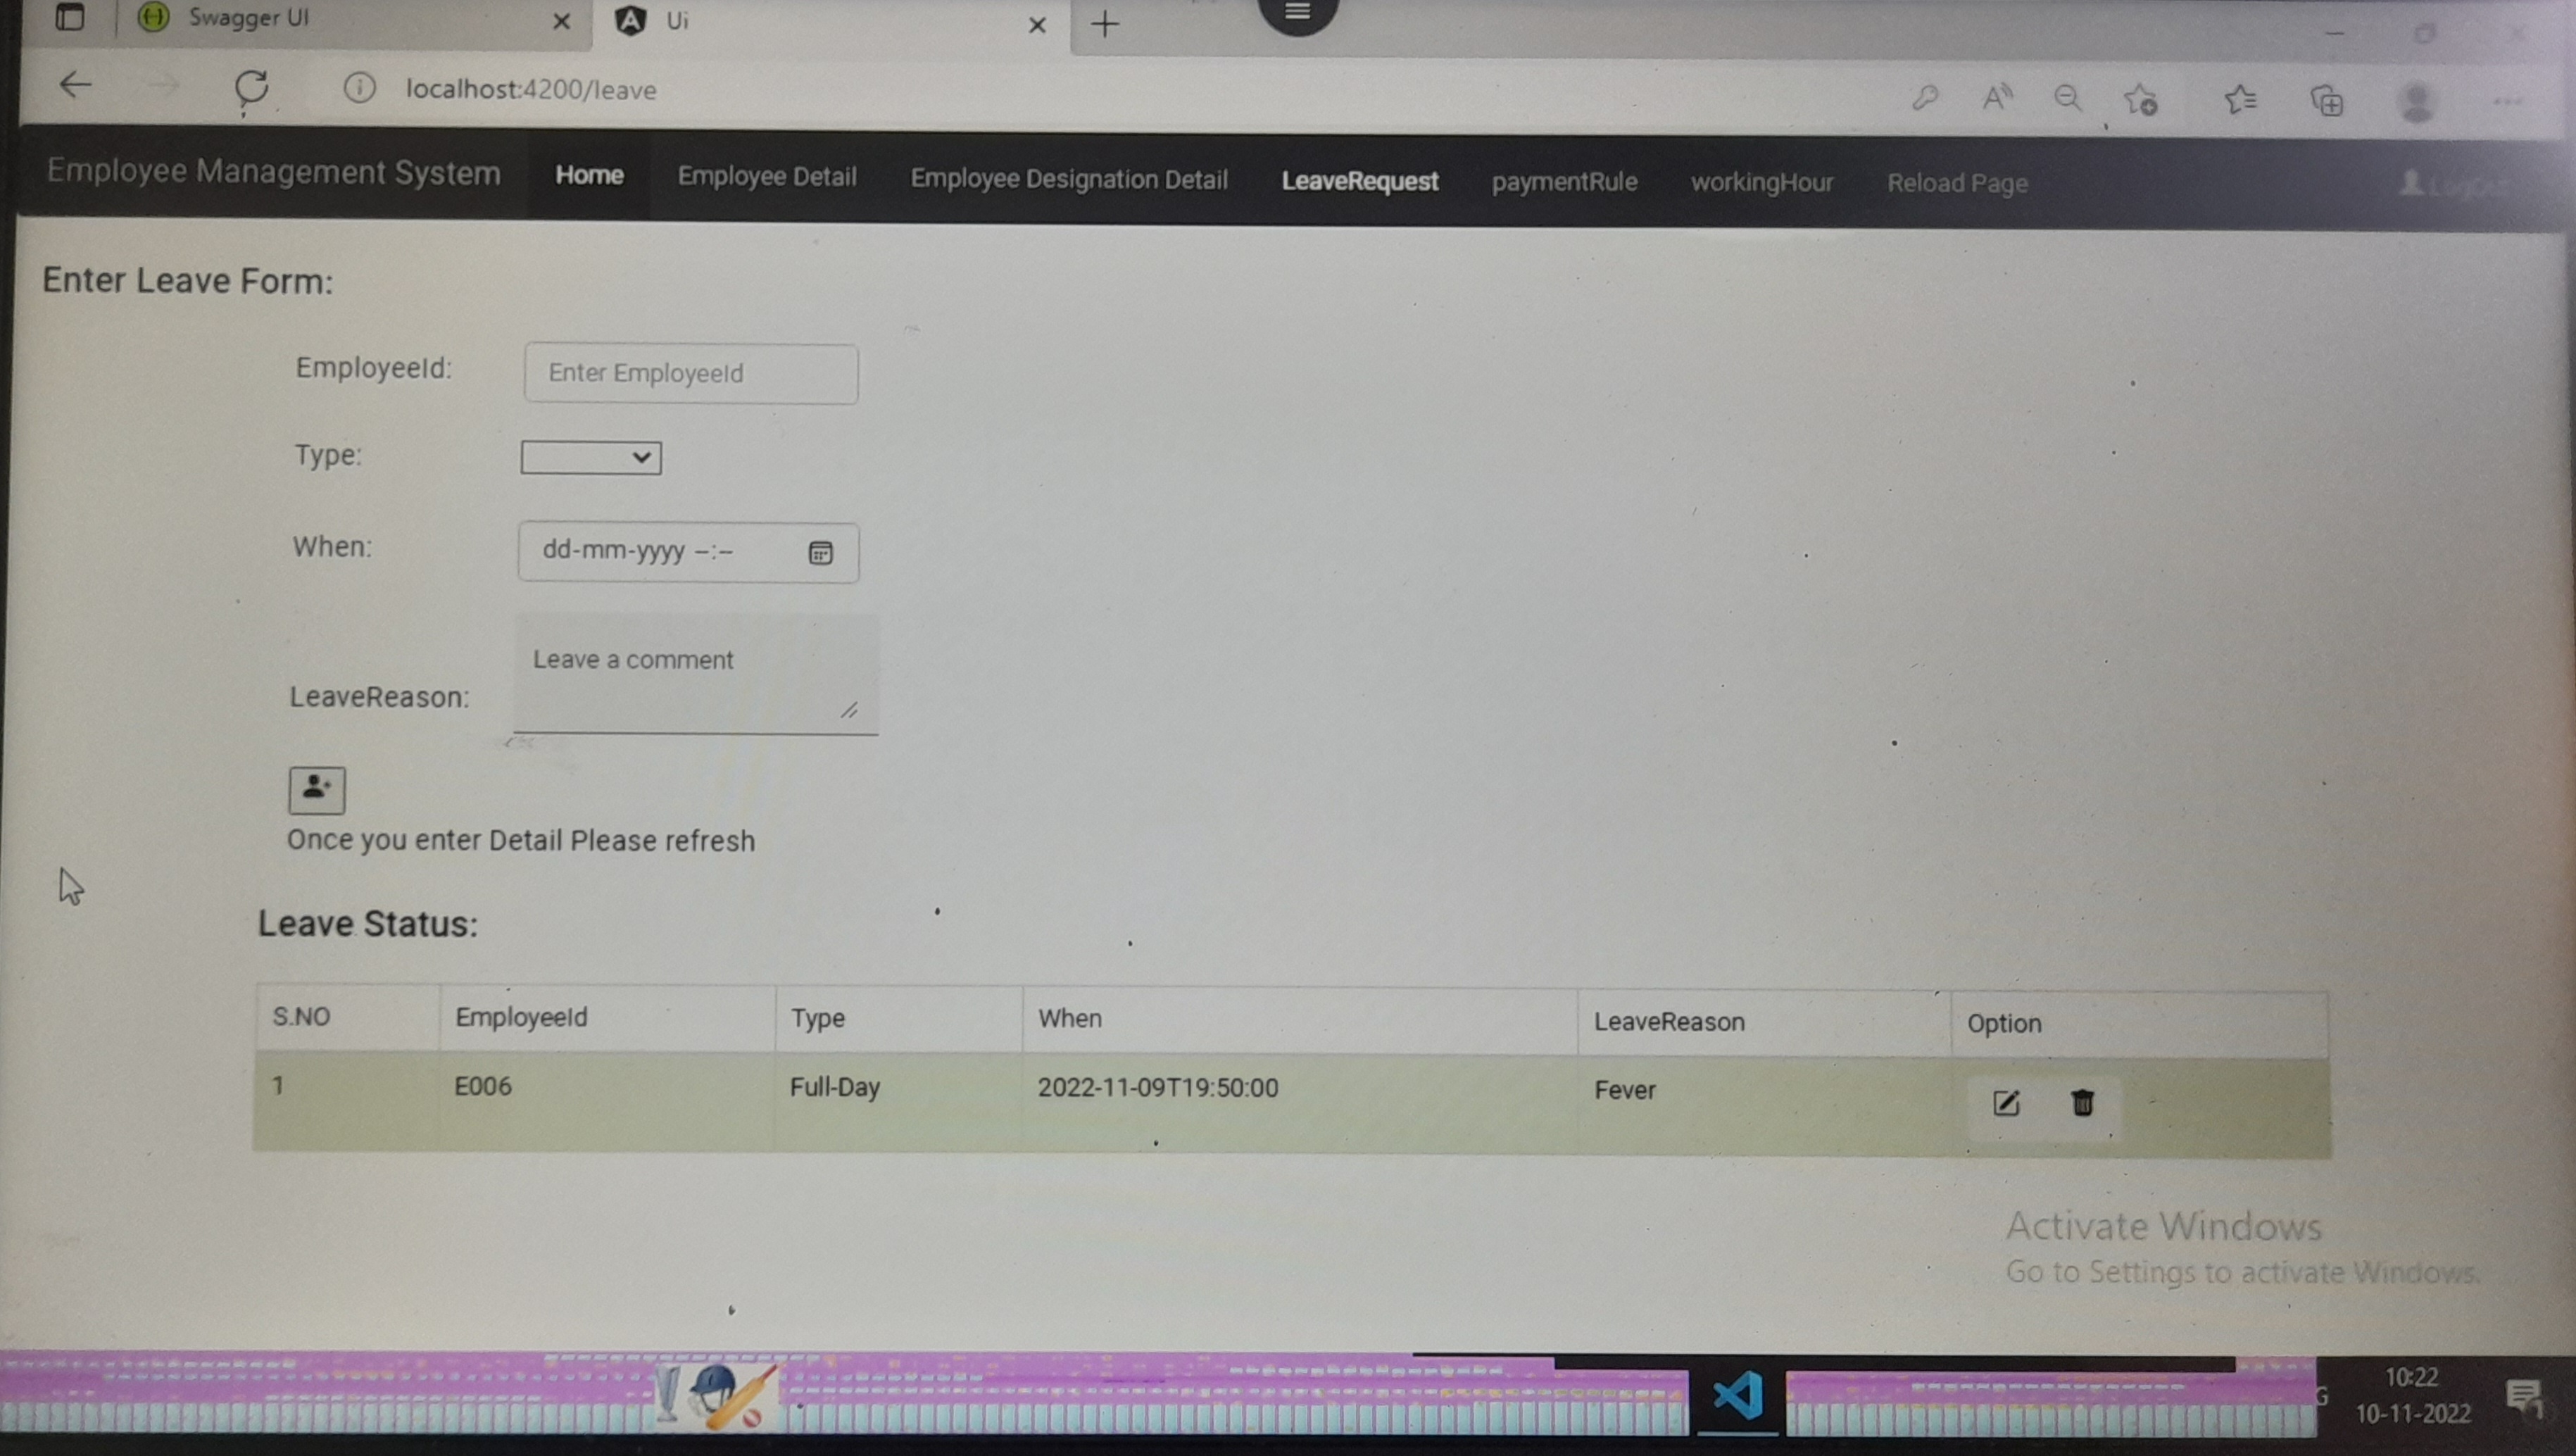 Swagger UI
Ui
localhost:4200/leave
Employee Management System Home Employee Detail Employee Designation Detail LeaveRequest paymentRule workingHour Reload Page
Enter Leave Form:
EmployeeId: Enter EmployeeId
Type:
When: dd-mm-yyyy --:--
Leave a comment
LeaveReason:
Once you enter Detail Please refresh
Leave Status:
S.NO EmployeeId Type When LeaveReason Option
1 E006 Full-Day 2022-11-09T19:50:00 Fever
Activate Windows
Go to Settings to activate Windows.
10:22
10-11-2022